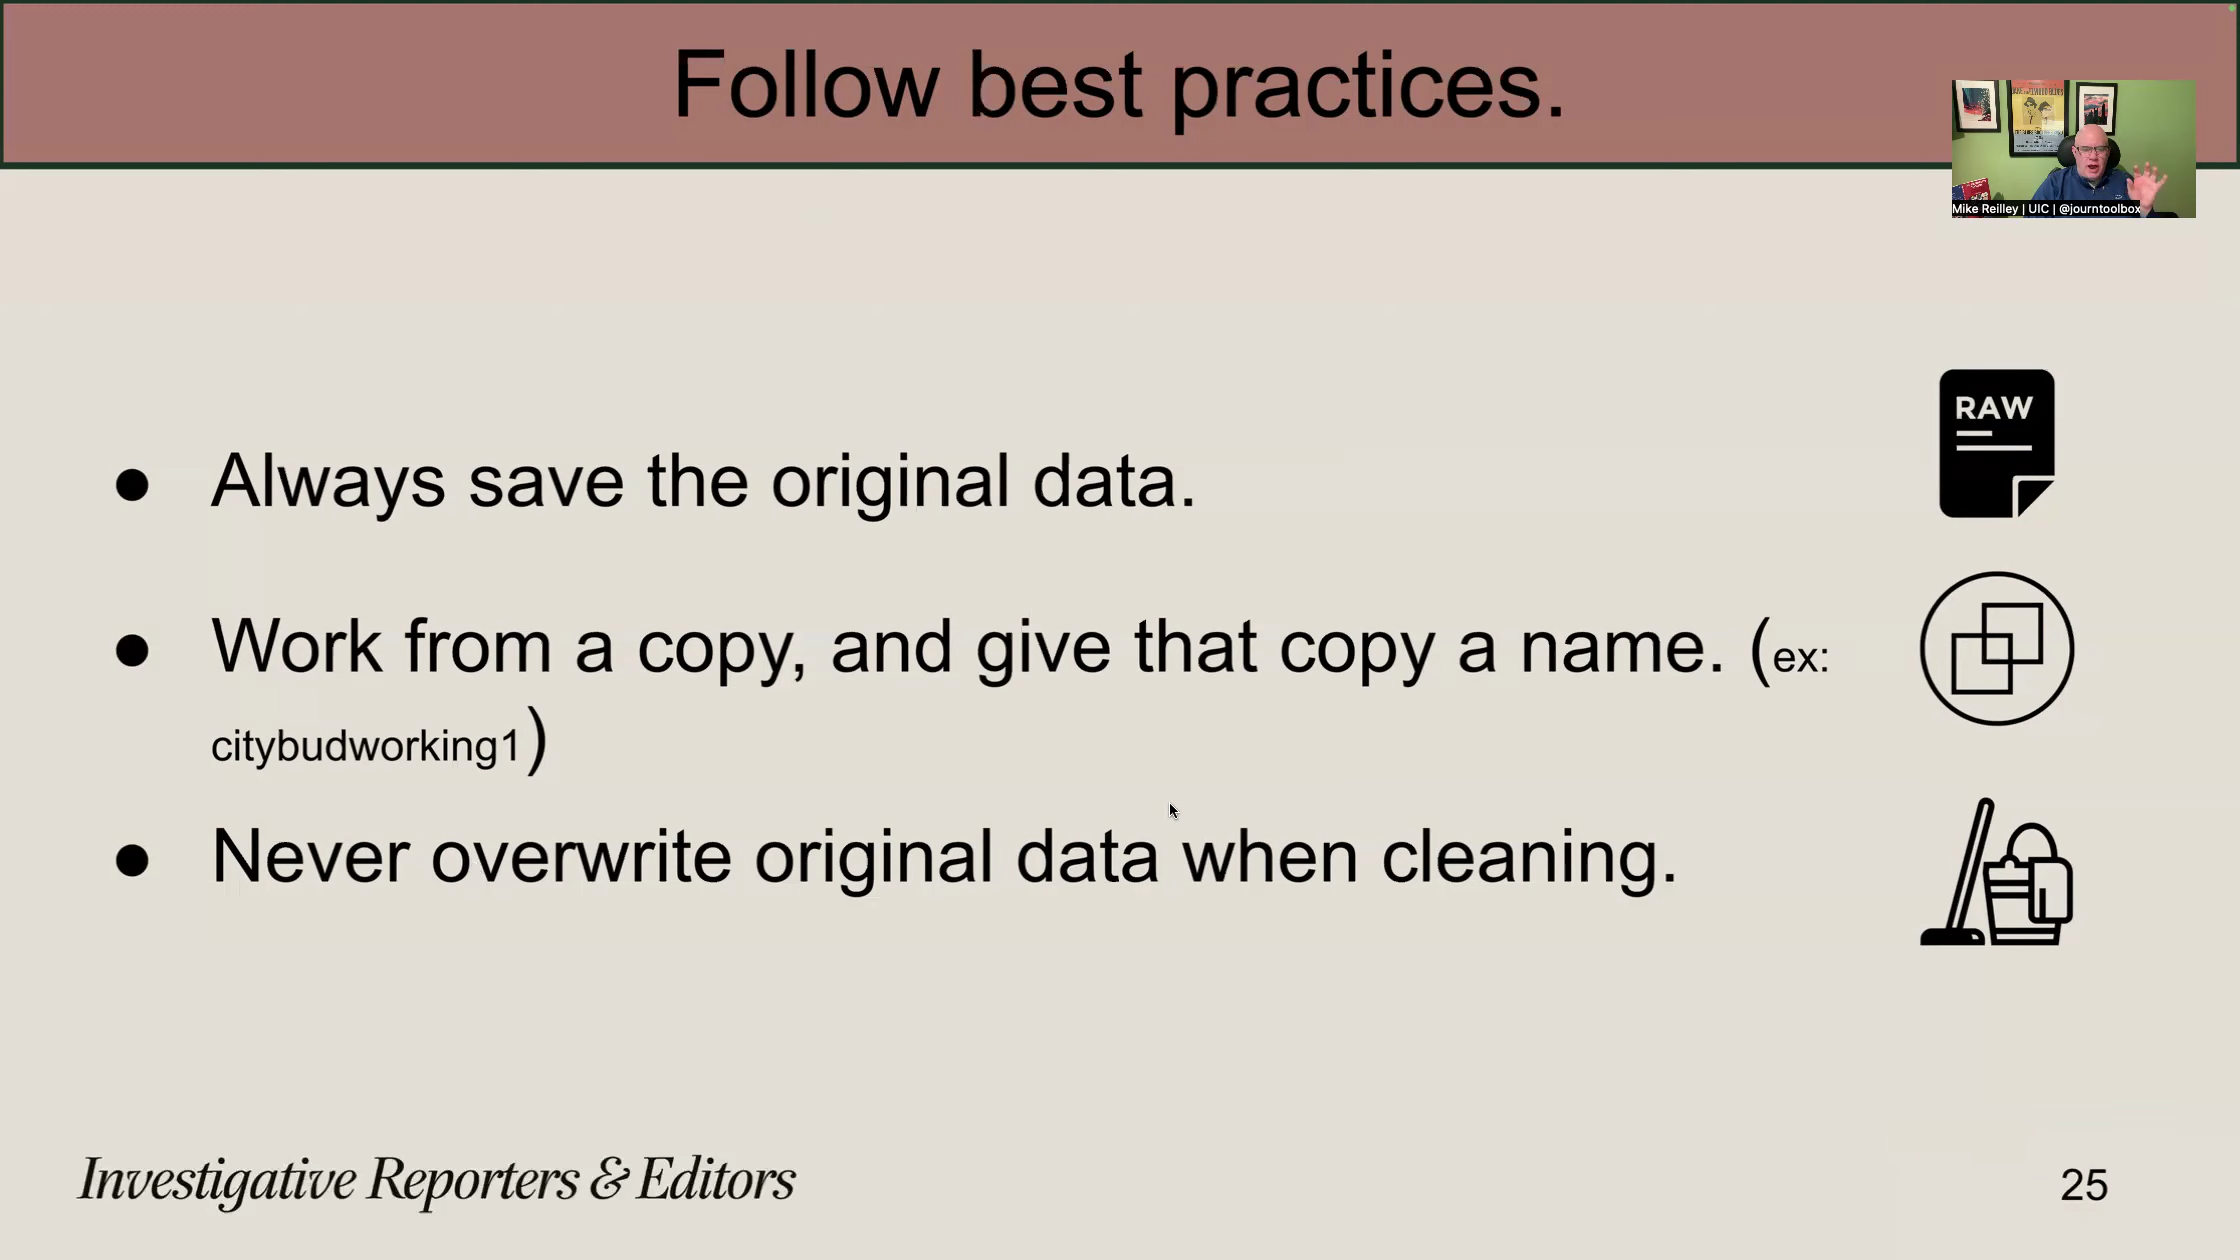 Follow best practices.
Mike Reilley | UIC | @journtoolbox
RAW
● Always save the original data.
● Work from a copy, and give that copy a name. (ex:
citybudworking1)
● Never overwrite original data when cleaning.
Investigative Reporters & Editors
25